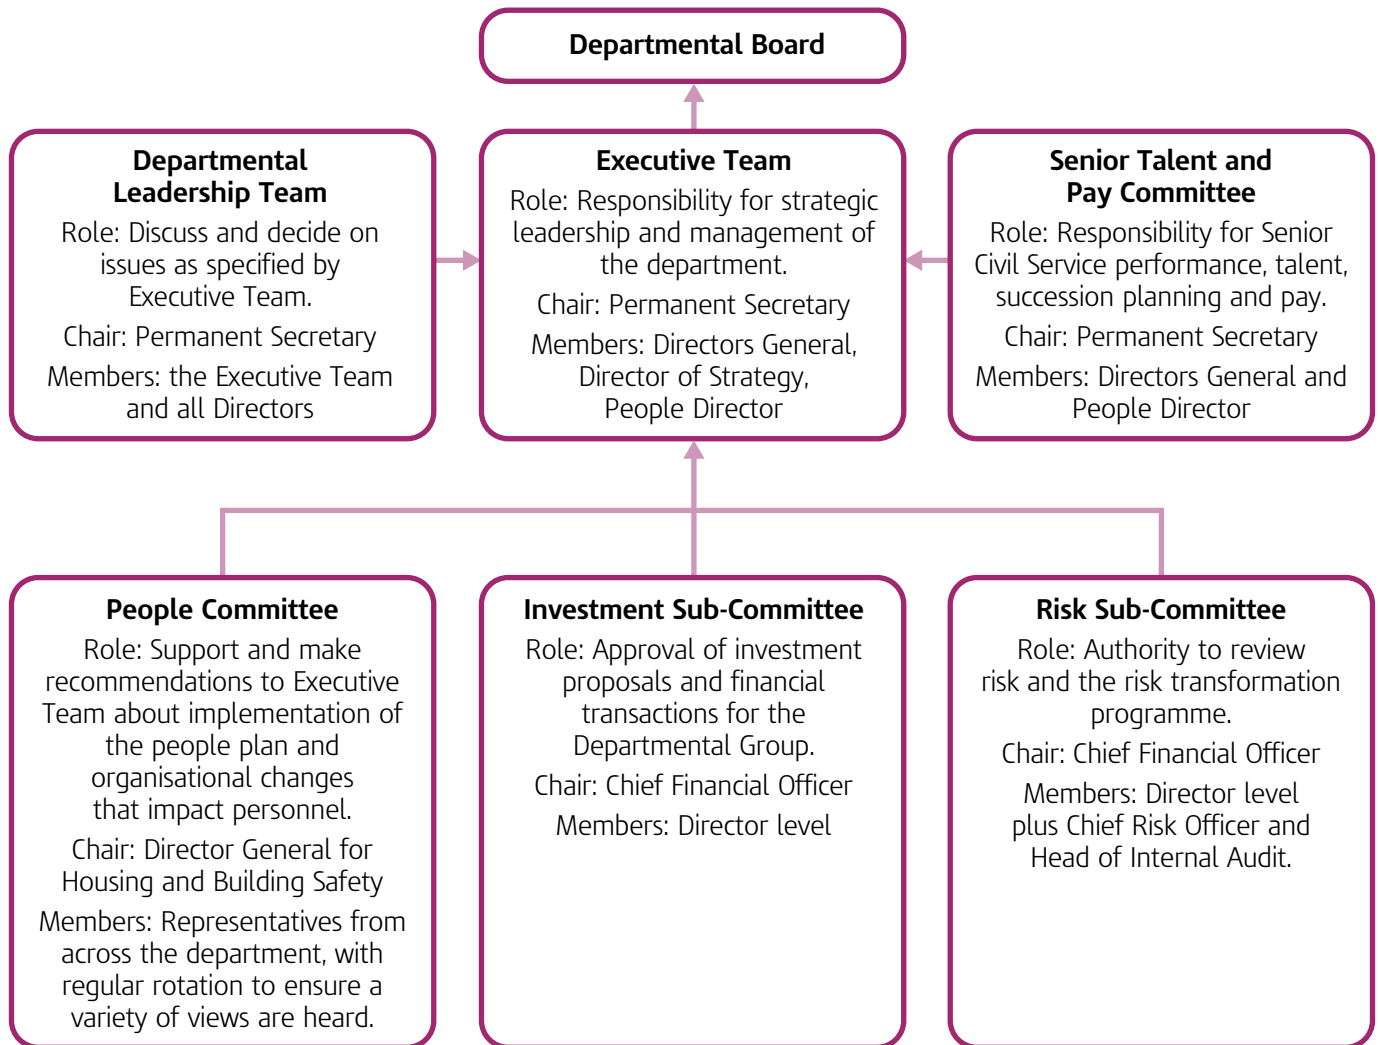 Departmental Board
Departmental
Leadership Team
Role: Discuss and decide on
issues as specified by
Executive Team.
Chair: Permanent Secretary
Members: the Executive Team
and all Directors
Executive Team
Role: Responsibility for strategic
leadership and management of
the department.
Chair: Permanent Secretary
Members: Directors General,
Director of Strategy,
People Director
Senior Talent and
Pay Committee
Role: Responsibility for Senior
Civil Service performance, talent,
succession planning and pay.
Chair: Permanent Secretary
Members: Directors General and
People Director
People Committee
Role: Support and make
recommendations to Executive
Team about implementation of
the people plan and
organisational changes
that impact personnel.
Chair: Director General for
Housing and Building Safety
Members: Representatives from
across the department, with
regular rotation to ensure a
variety of views are heard.
Investment Sub-Committee
Role: Approval of investment
proposals and financial
transactions for the
Departmental Group.
Chair: Chief Financial Officer
Members: Director level
Risk Sub-Committee
Role: Authority to review
risk and the risk transformation
programme.
Chair: Chief Financial Officer
Members: Director level
plus Chief Risk Officer and
Head of Internal Audit.